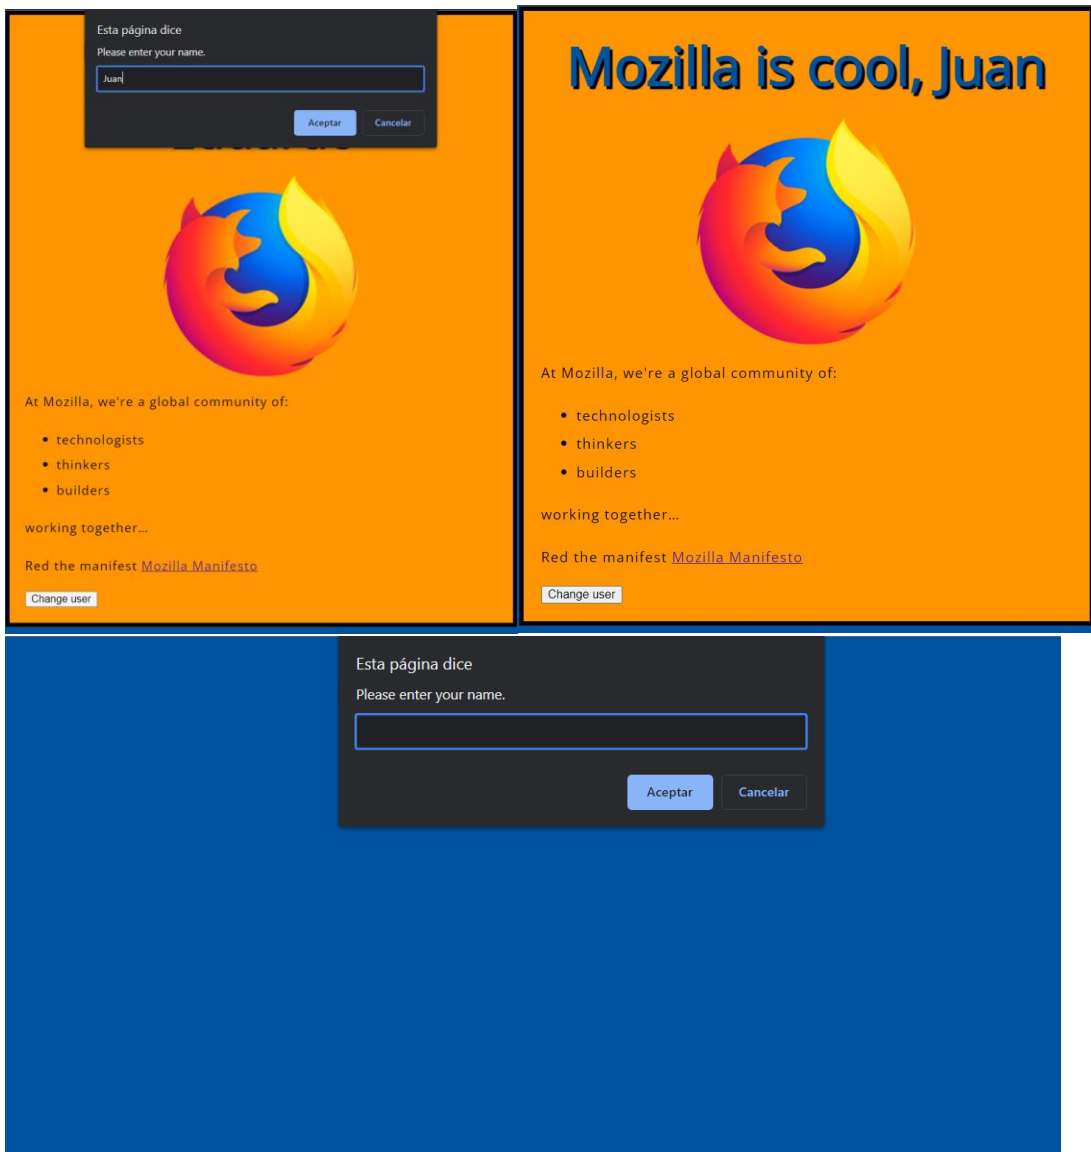 Esta página dice
Please enter your name.
Juan
Aceptar Cancelar
At Mozilla, we're a global community of:
• technologists
• thinkers
• builders
working together…
Red the manifest Mozilla Manifesto
Change user
Mozilla is cool, Juan
At Mozilla, we're a global community of:
• technologists
• thinkers
• builders
working together…
Red the manifest Mozilla Manifesto
Change user
Esta página dice
Please enter your name.
Aceptar Cancelar